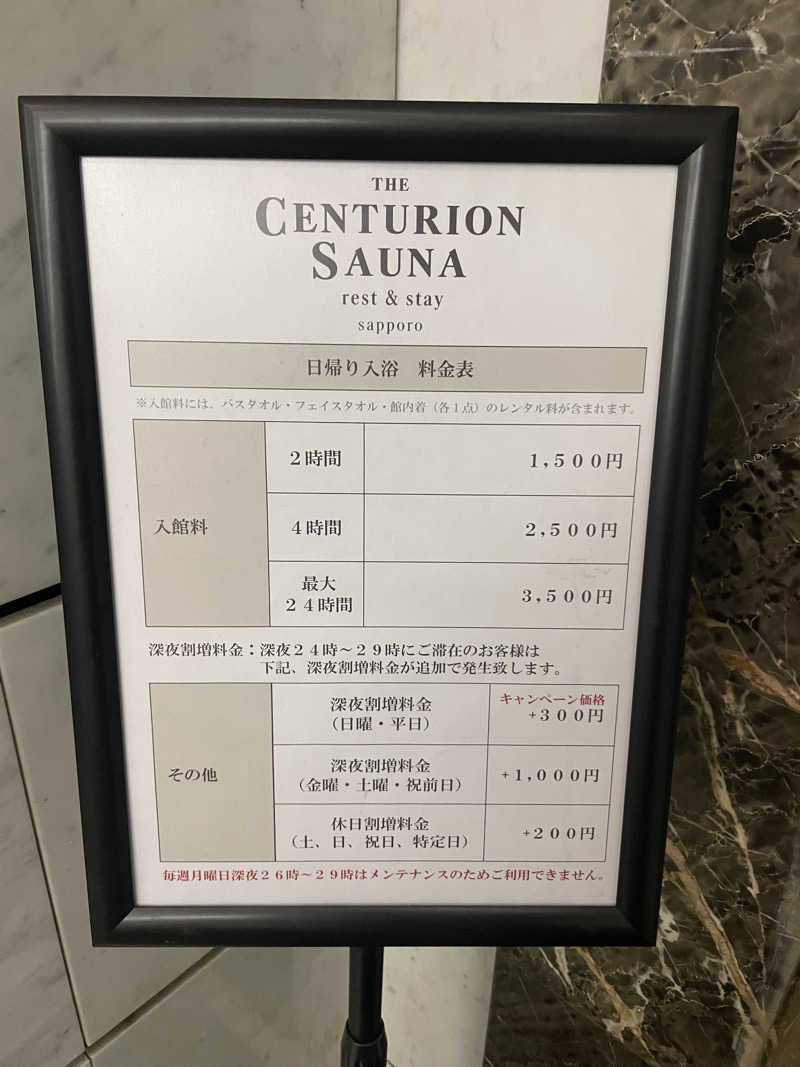 THE
CENTURION
SAUNA
rest & stay
sapporo
日帰り入浴　料金表
※入館料には、バスタオル・フェイスタオル・館内着（各１点）のレンタル料が含まれます。
入館料
２時間
１,５００円
４時間
２,５００円
最大
２４時間
３,５００円
深夜割増料金：深夜２４時～２９時にご滞在のお客様は
下記、深夜割増料金が追加で発生致します。
その他
深夜割増料金
（日曜・平日）
キャンペーン価格
+３００円
深夜割増料金
（金曜・土曜・祝前日）
+１,０００円
休日割増料金
（土、日、祝日、特定日）
+２００円
毎週月曜日深夜２６時～２９時はメンテナンスのためご利用できません。